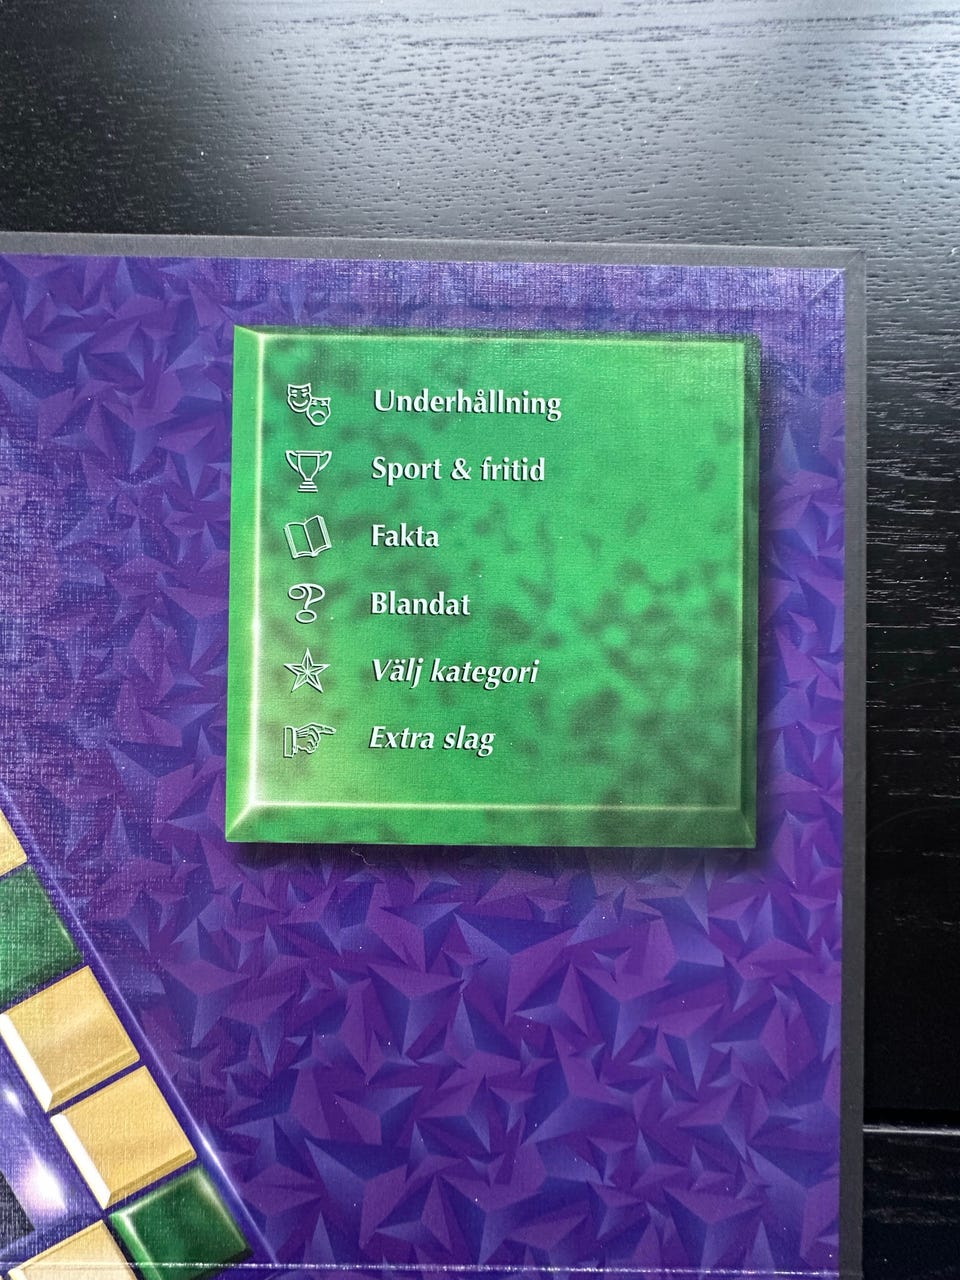 Underhållning
Sport & fritid
Fakta
Blandat
Välj kategori
Extra slag